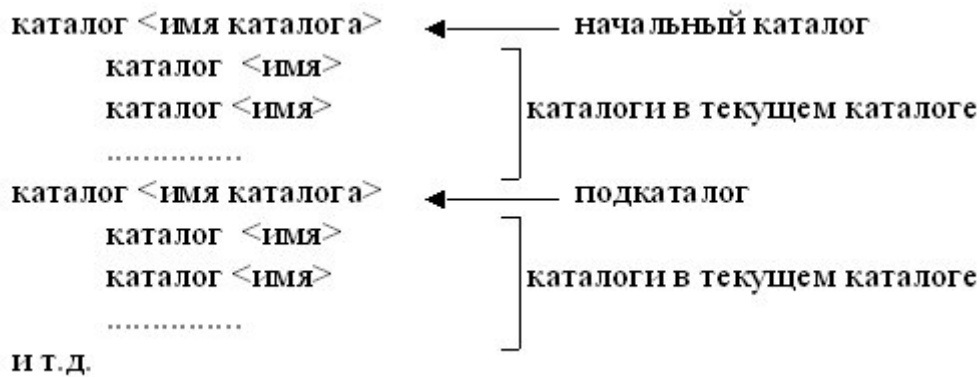 каталог <имя каталога> начальный каталог
каталог <имя>
каталог <имя> каталоги в текущем каталоге
...............
каталог <имя каталога> подкаталог
каталог <имя>
каталог <имя> каталоги в текущем каталоге
...............
и т.д.